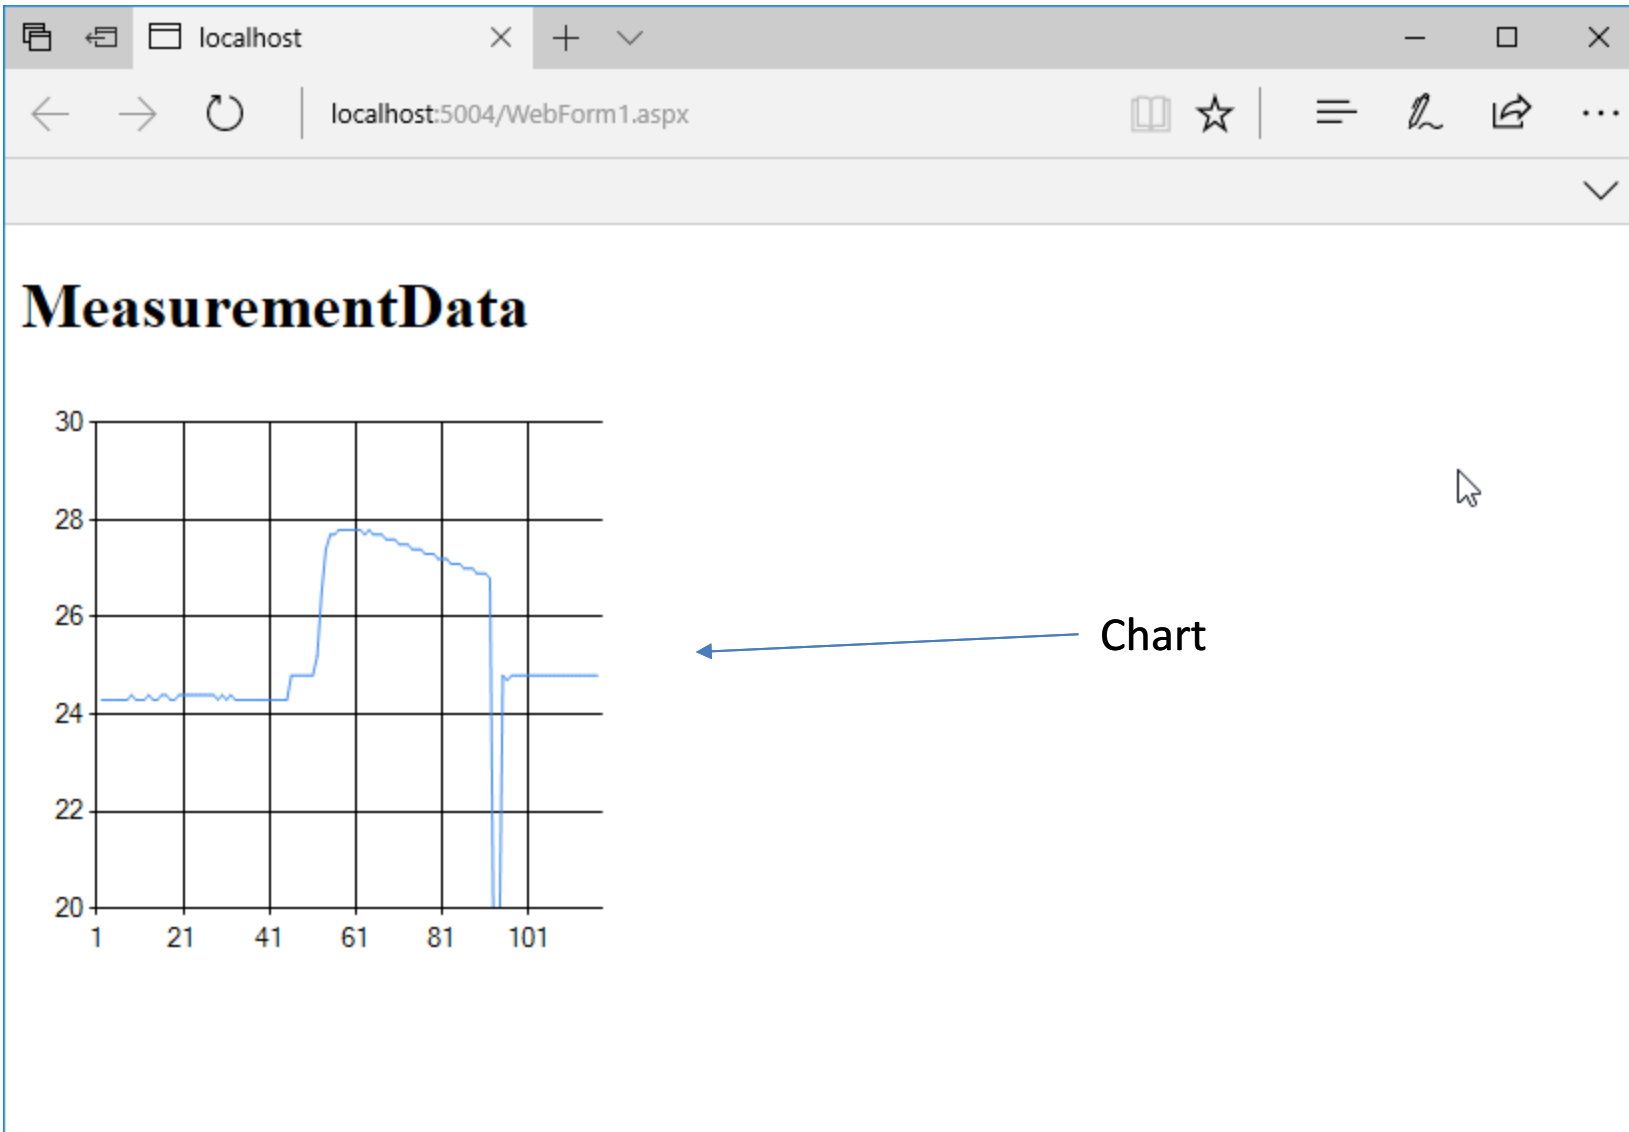 localhost
localhost:5004/WebForm1.aspx
MeasurementData
30
28
26
24
22
20
1 21 41 61 81 101
Chart